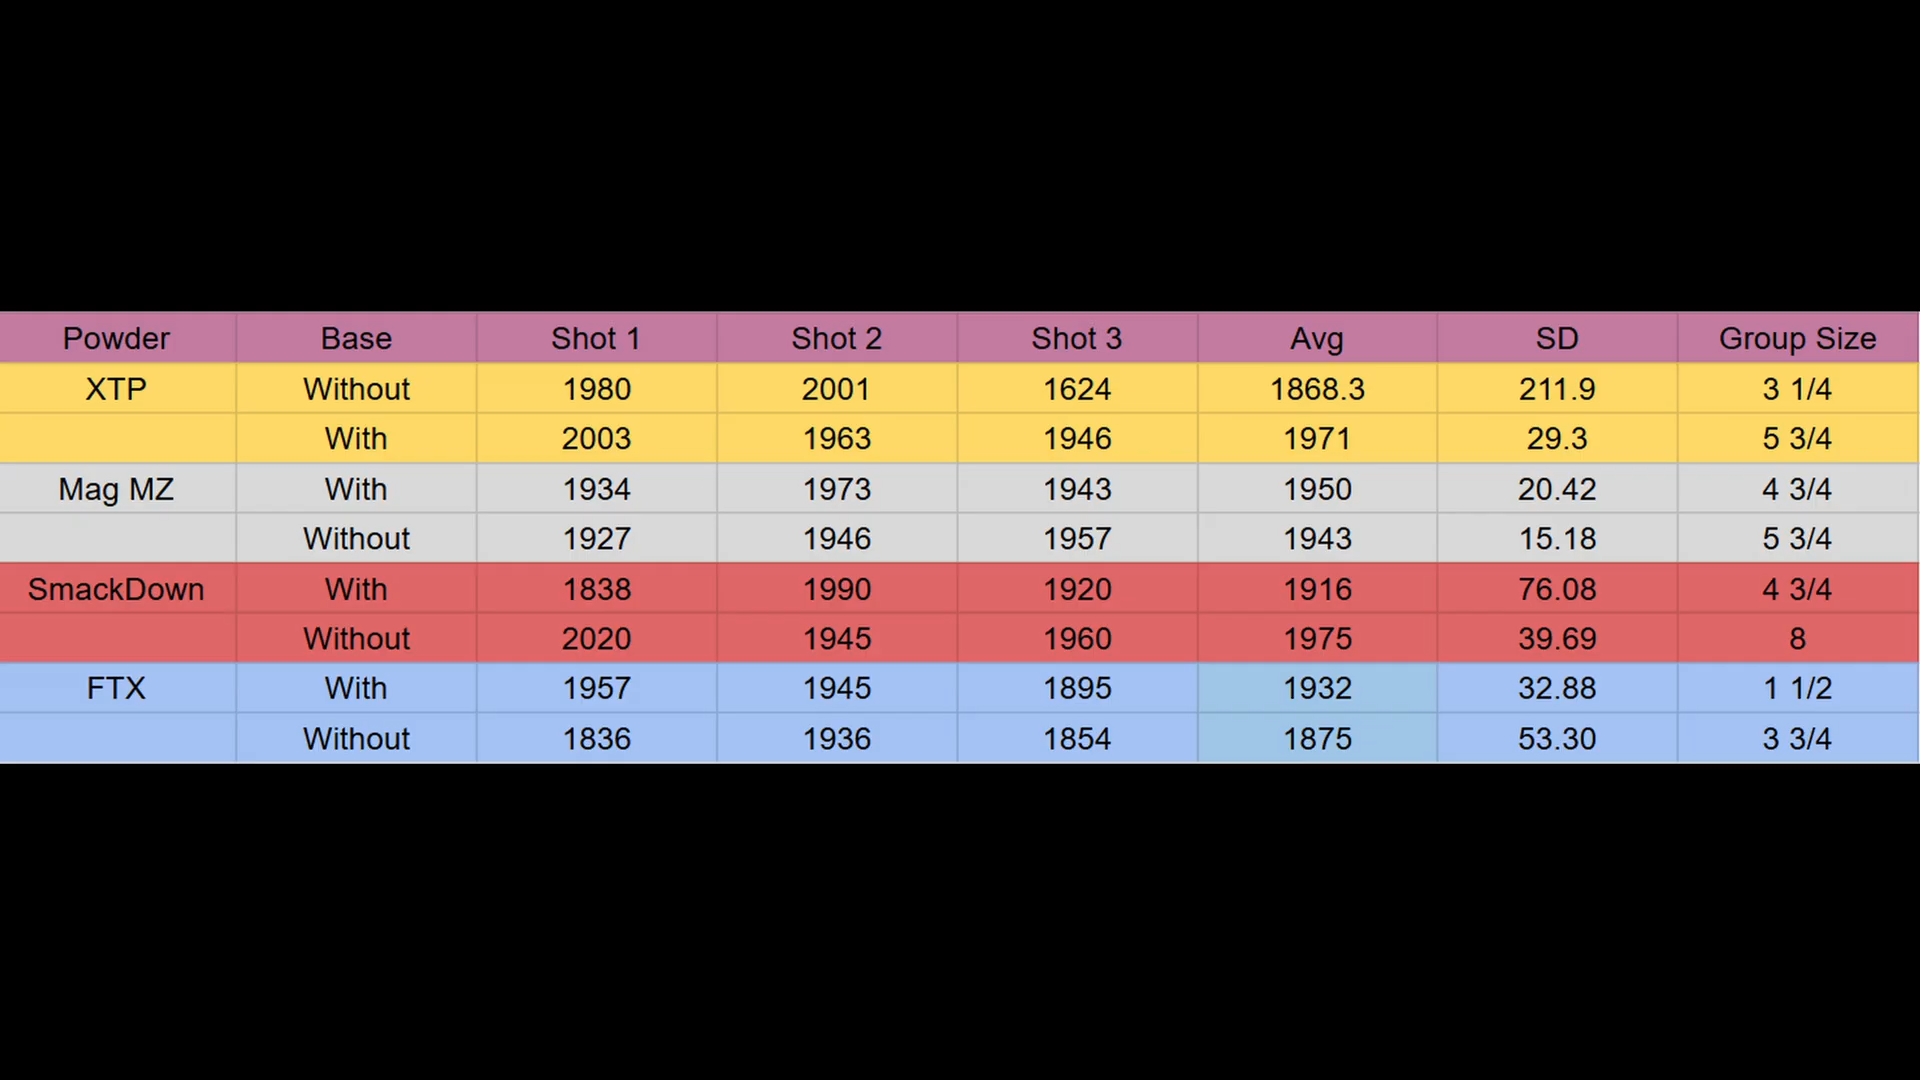 Powder Base Shot 1 Shot 2 Shot 3 Avg SD Group Size
XTP Without 1980 2001 1624 1868.3 211.9 3 1/4
With 2003 1963 1946 1971 29.3 5 3/4
Mag MZ With 1934 1973 1943 1950 20.42 4 3/4
Without 1927 1946 1957 1943 15.18 5 3/4
SmackDown With 1838 1990 1920 1916 76.08 4 3/4
Without 2020 1945 1960 1975 39.69 8
FTX With 1957 1945 1895 1932 32.88 1 1/2
Without 1836 1936 1854 1875 53.30 3 3/4